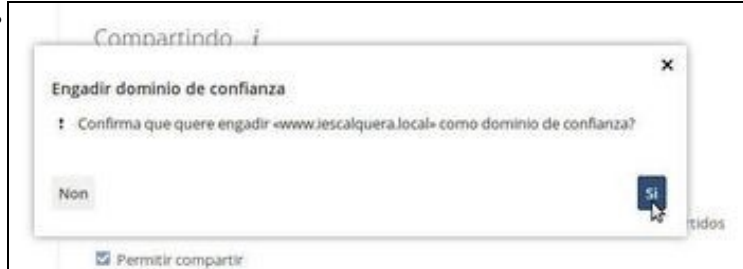 Compartindo i
Engadir dominio de confianza
Confirma que quere engadir «www.iescalquera.local» como dominio de confianza?
Non
Si
tidos
Permitir compartir